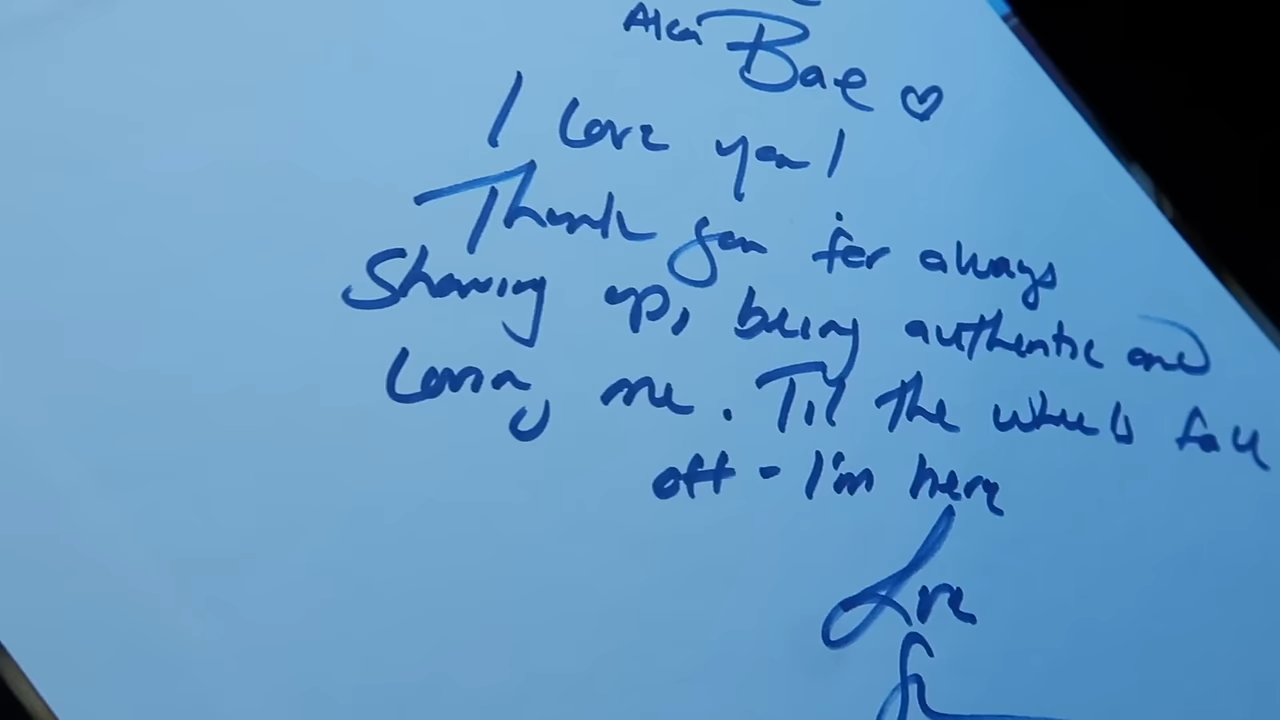 Aka Bae ♡
I love you!
Thank you for always
Showing up, being authentic and
loving me. Til the wheels fall
off - I'm here
Love